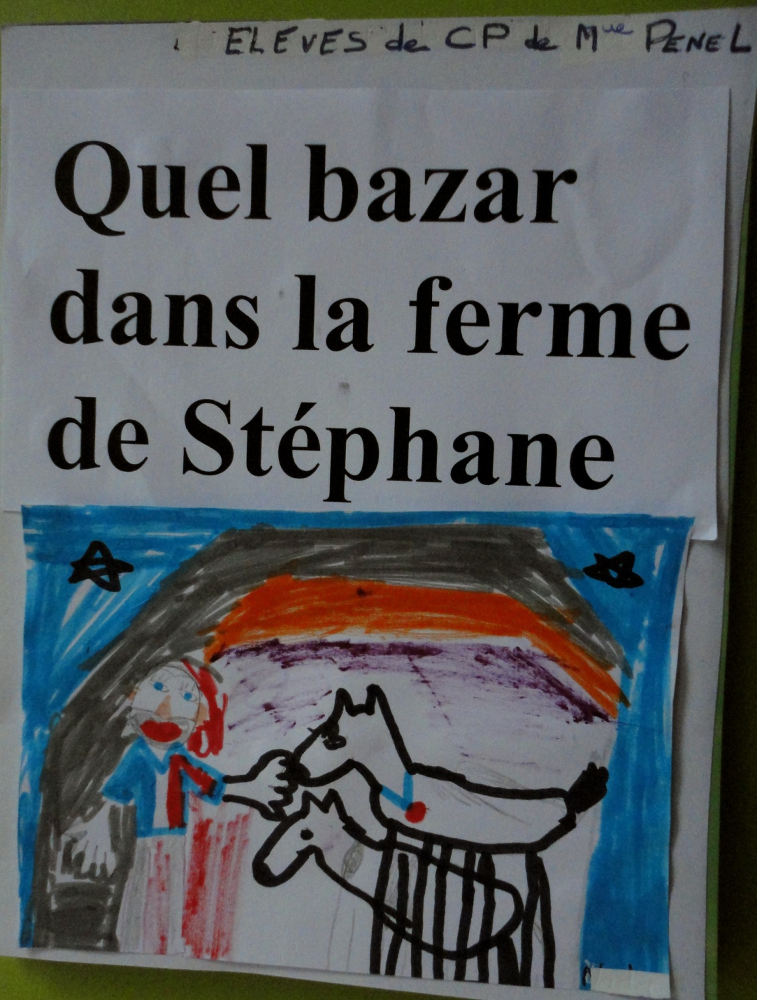 ELEVES de CP de Mme PENEL
Quel bazar
dans la ferme
de Stéphane